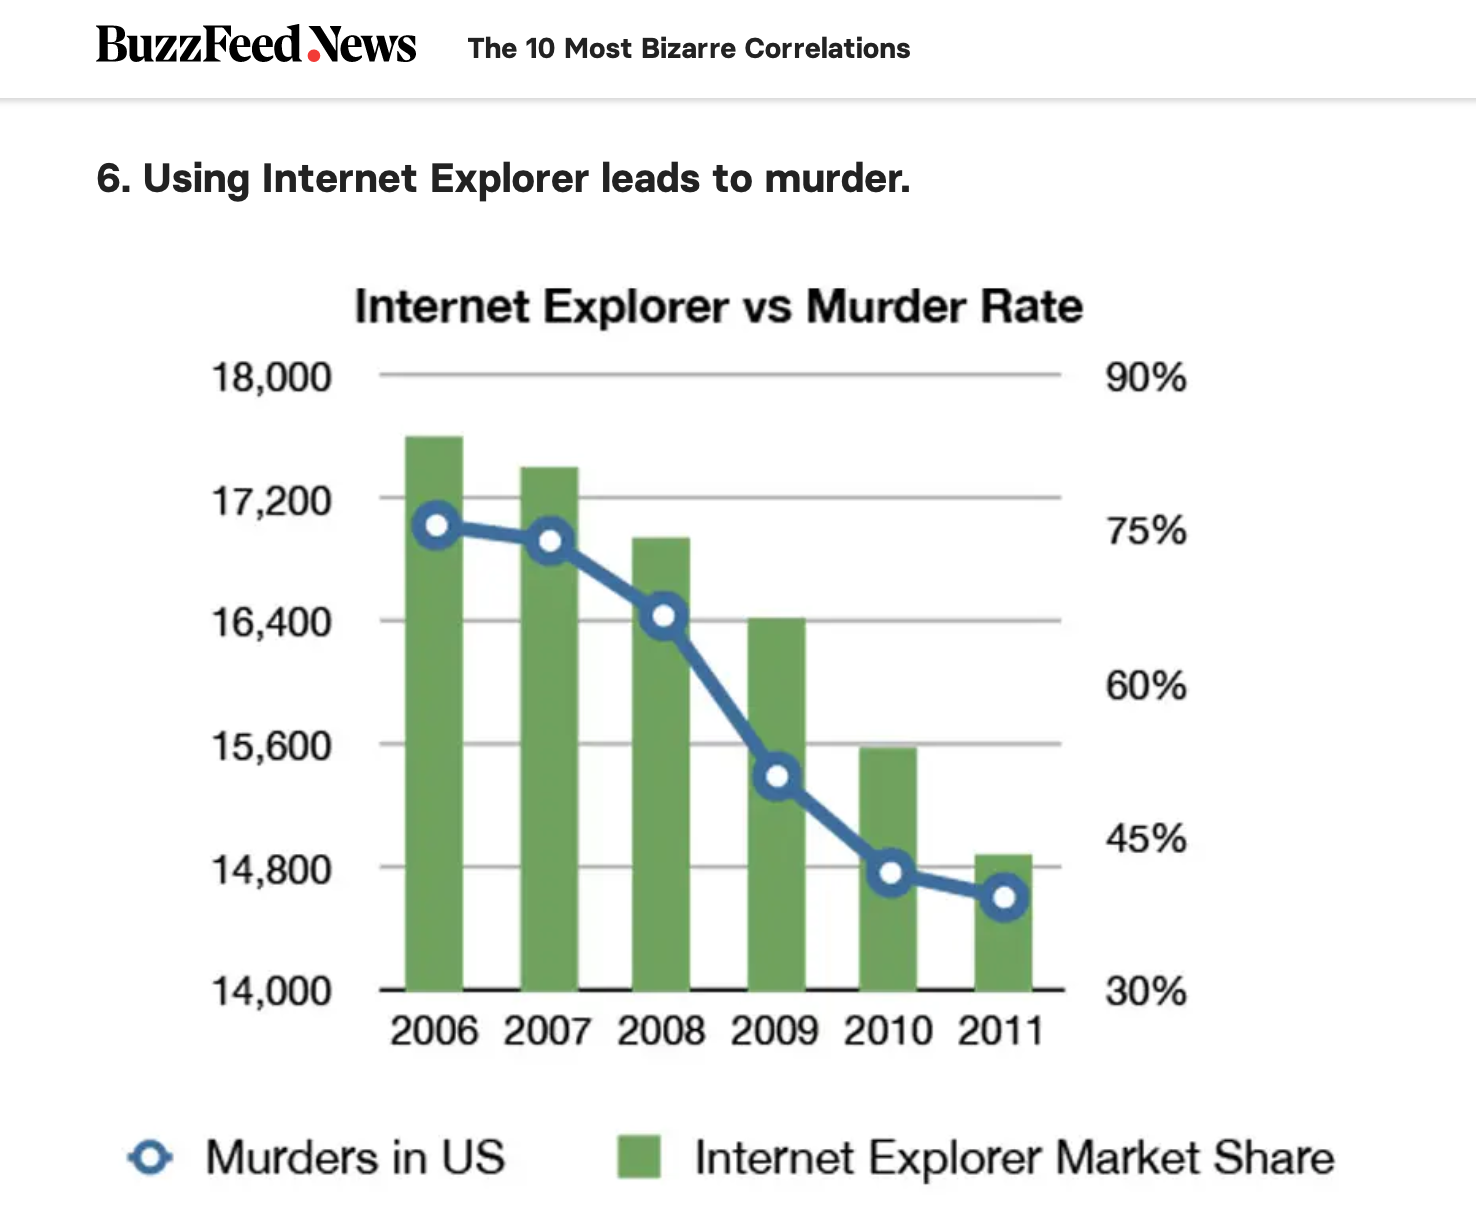 BuzzFeed News The 10 Most Bizarre Correlations
6. Using Internet Explorer leads to murder.
Internet Explorer vs Murder Rate
18,000 90%
17,200
75%
16,400
60%
15,600
45%
14,800
14,000 30%
2006 2007 2008 2009 2010 2011
Murders in US Internet Explorer Market Share